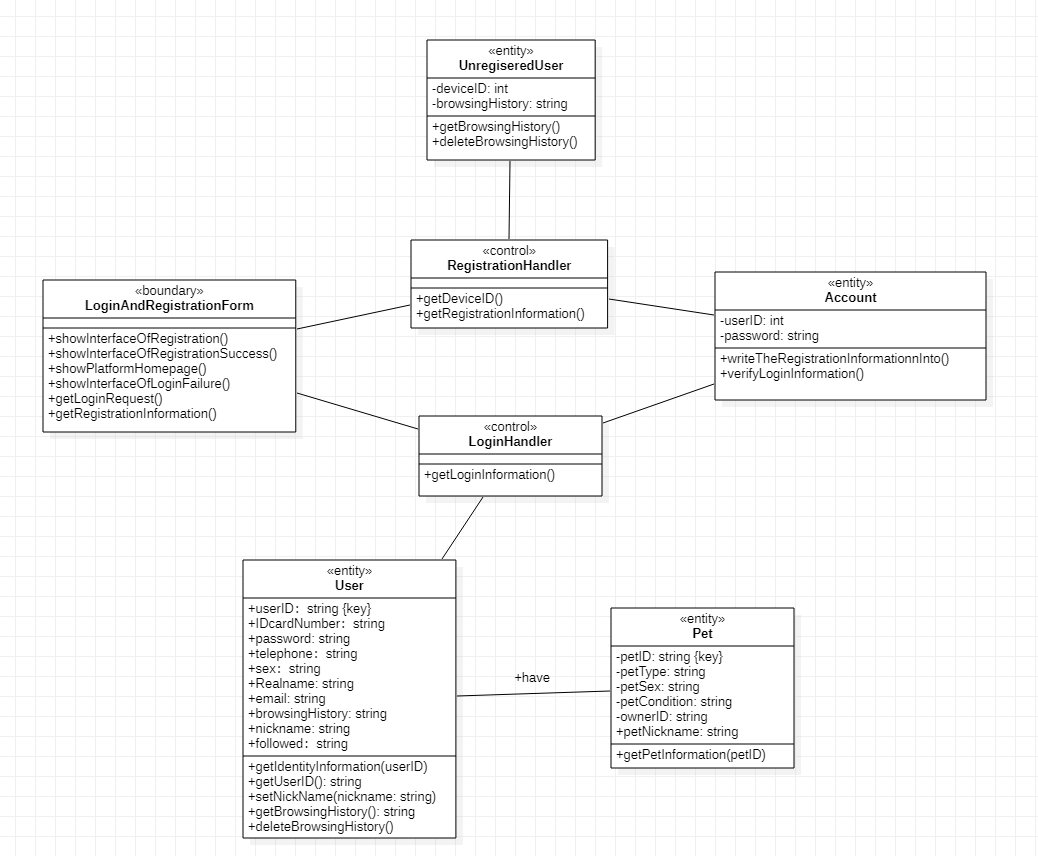 «entity»
UnregiseredUser
-deviceID: int
-browsingHistory: string
+getBrowsingHistory()
+deleteBrowsingHistory()
«control»
RegistrationHandler
+getDeviceID()
+getRegistrationInformation()
«boundary»
LoginAndRegistrationForm
+showInterfaceOfRegistration()
+showInterfaceOfRegistrationSuccess()
+showPlatformHomepage()
+showInterfaceOfLoginFailure()
+getLoginRequest()
+getRegistrationInformation()
«entity»
Account
-userID: int
-password: string
+writeTheRegistrationInformationnInto()
+verifyLoginInformation()
«control»
LoginHandler
+getLoginInformation()
«entity»
User
+userID：string {key}
+IDcardNumber：string
+password: string
+telephone：string
+sex：string
+Realname: string
+email: string
+browsingHistory: string
+nickname: string
+followed：string
+getIdentityInformation(userID)
+getUserID(): string
+setNickName(nickname: string)
+getBrowsingHistory(): string
+deleteBrowsingHistory()
+have
«entity»
Pet
-petID: string {key}
-petType: string
-petSex: string
-petCondition: string
-ownerID: string
+petNickname: string
+getPetInformation(petID)